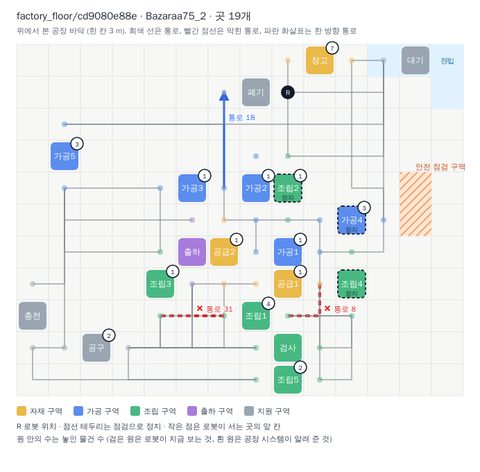 factory_floor/cd9080e88e · Bazaraa75_2 · 곳 19개
위에서 본 공장 바닥 (한 칸 3 m). 회색 선은 통로, 빨간 점선은 막힌 통로, 파란 화살표는 한 방향 통로
창고 7
대기
폐기
R
통로 18
가공5 3
안전 점검 구역
가공3 1
가공2 1
조립2 1
정지
가공4 3
정지
출하
공급2 1
가공1 1
조립3 1
공급1 1
조립4
정지
충전
통로 31
조립1 4
통로 8
공구 2
검사
조립5 2
자재 구역
가공 구역
조립 구역
출하 구역
지원 구역
R 로봇 위치 · 점선 테두리는 점검으로 정지 · 작은 점은 로봇이 서는 곳의 앞 칸
원 안의 수는 놓인 물건 수 (검은 원은 로봇이 지금 보는 것, 흰 원은 공장 시스템이 알려 준 것)